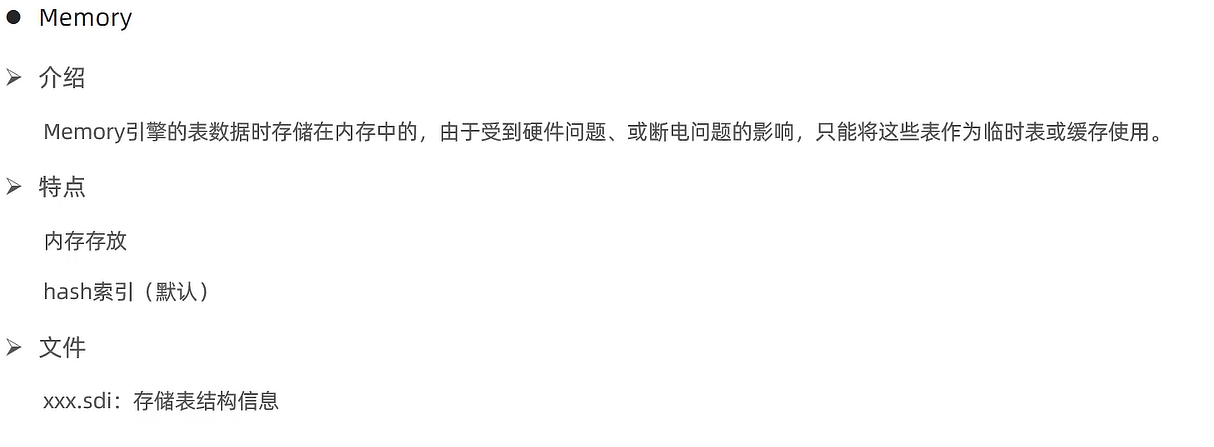 ● Memory
➢ 介绍
Memory引擎的表数据时存储在内存中的，由于受到硬件问题、或断电问题的影响，只能将这些表作为临时表或缓存使用。
➢ 特点
内存存放
hash索引（默认）
➢ 文件
xxx.sdi：存储表结构信息